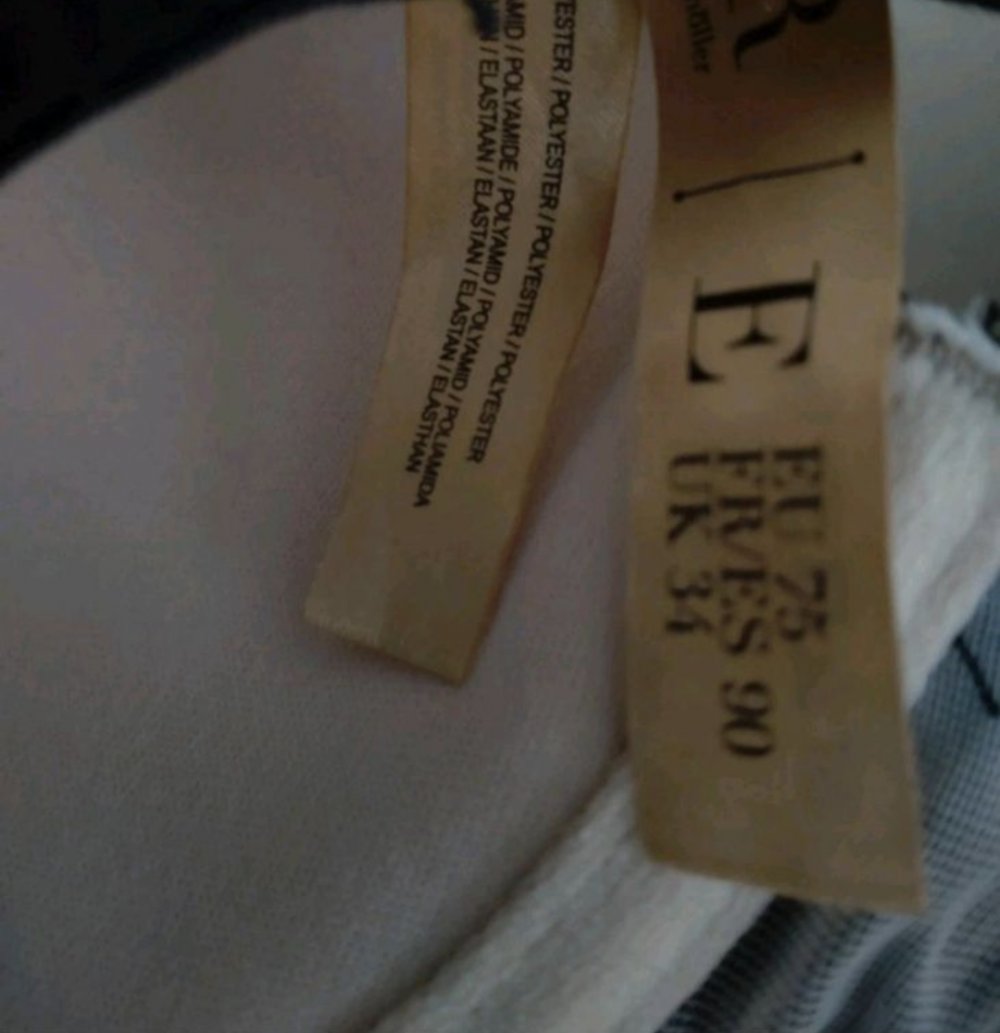 ESTER / POLYESTER / POLYESTER / POLYESTER
MID / POLYAMIDE / POLYAMID / POLYAMID / POLIAMIDA
N / ELASTAAN / ELASTAN / ELASTAN / ELASTHAN
R
E
EU 75
FR/ES 90
UK 34